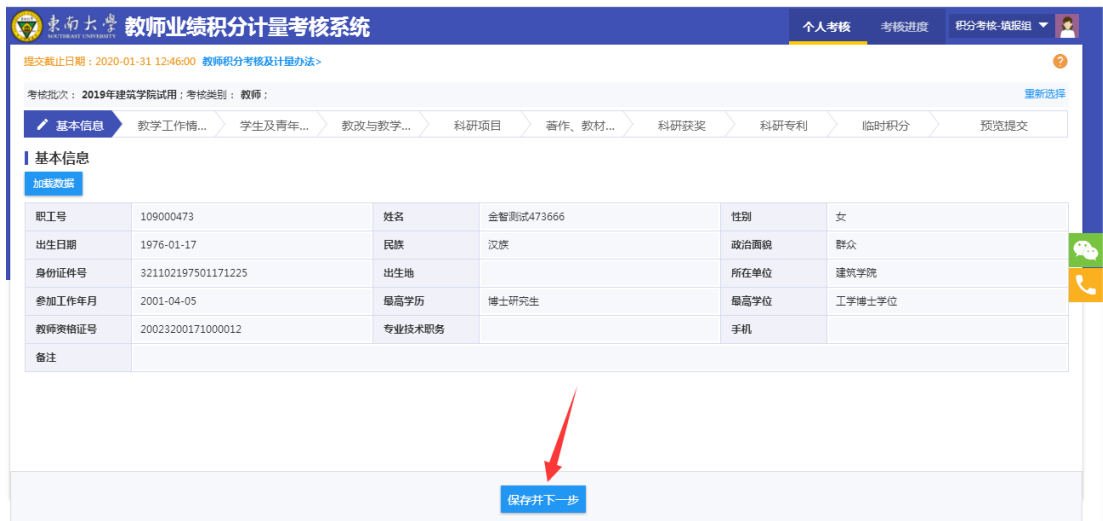 東南大學 教师业绩积分计量考核系统 个人考核 考核进度 积分考核-填报组
SOUTHEAST UNIVERSITY
提交截止日期：2020-01-31 12:46:00 教师积分考核及计量办法>
考核批次： 2019年建筑学院试用；考核类别： 教师； 重新选择
基本信息 教学工作情... 学生及青年... 教改与教学... 科研项目 著作、教材... 科研获奖 科研专利 临时积分 预览提交
基本信息
加载数据
职工号 109000473 姓名 金智测试473666 性别 女
出生日期 1976-01-17 民族 汉族 政治面貌 群众
身份证件号 321102197501171225 出生地 所在单位 建筑学院
参加工作年月 2001-04-05 最高学历 博士研究生 最高学位 工学博士学位
教师资格证号 20023200171000012 专业技术职务 手机
备注
保存并下一步